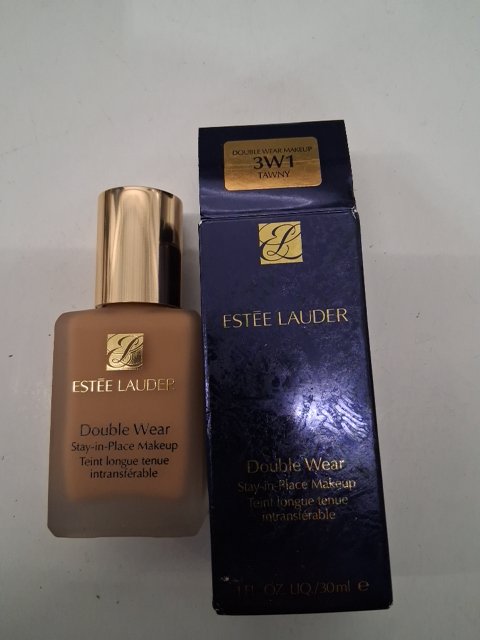 DOUBLE WEAR MAKEUP
3W1
TAWNY
ESTĒE LAUDER
Double Wear
Stay-in-Place Makeup
Teint longue tenue
intransférable
1 FL. OZ. LIQ./30ml ℮
ESTĒE LAUDER
Double Wear
Stay-in-Place Makeup
Teint longue tenue
intransférable